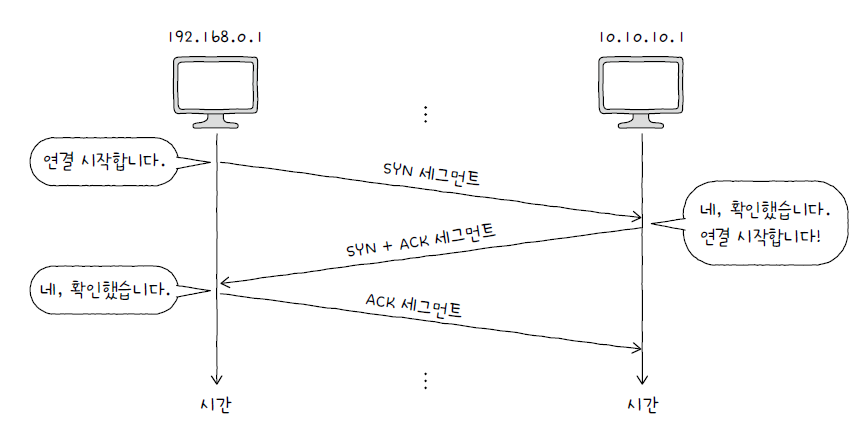 192.168.0.1
10.10.10.1
연결 시작합니다.
SYN 세그먼트
네, 확인했습니다.
연결 시작합니다!
SYN + ACK 세그먼트
네, 확인했습니다.
ACK 세그먼트
시간
시간